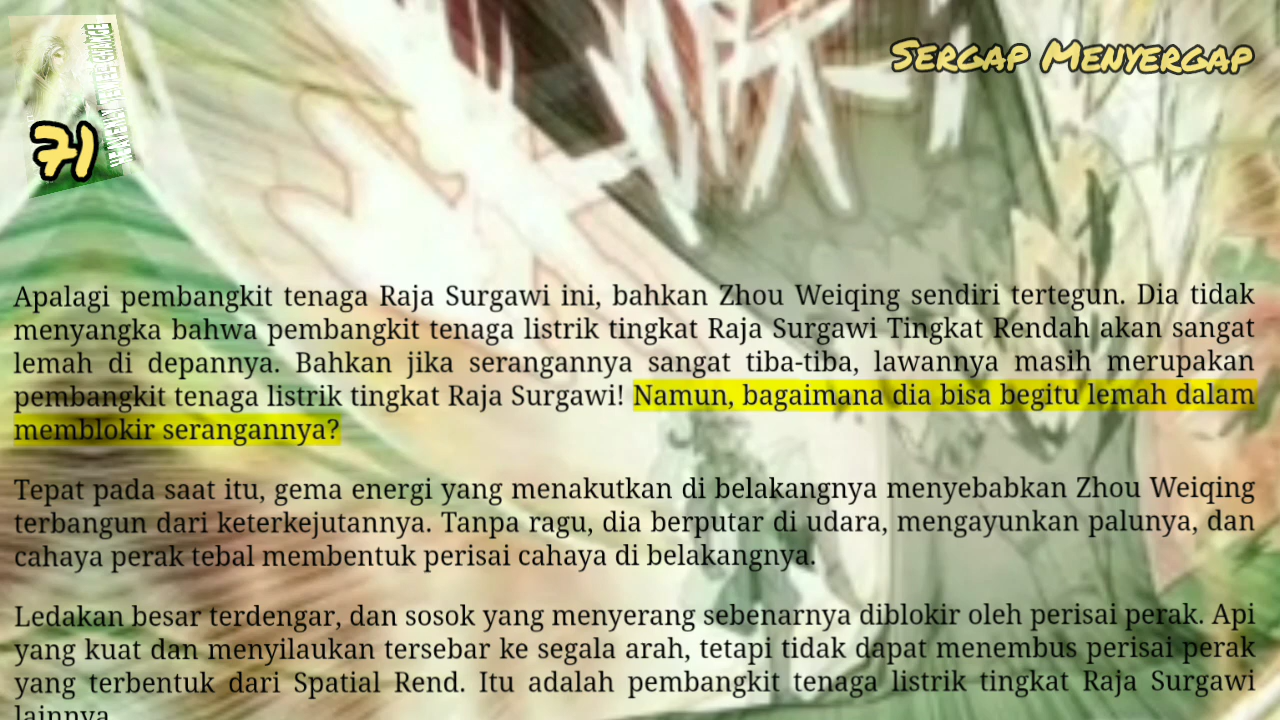 Sergap Menyergap
71
Apalagi pembangkit tenaga Raja Surgawi ini, bahkan Zhou Weiqing sendiri tertegun. Dia tidak
menyangka bahwa pembangkit tenaga listrik tingkat Raja Surgawi Tingkat Rendah akan sangat
lemah di depannya. Bahkan jika serangannya sangat tiba-tiba, lawannya masih merupakan
pembangkit tenaga listrik tingkat Raja Surgawi! Namun, bagaimana dia bisa begitu lemah dalam
memblokir serangannya?
Tepat pada saat itu, gema energi yang menakutkan di belakangnya menyebabkan Zhou Weiqing
terbangun dari keterkejutannya. Tanpa ragu, dia berputar di udara, mengayunkan palunya, dan
cahaya perak tebal membentuk perisai cahaya di belakangnya.
Ledakan besar terdengar, dan sosok yang menyerang sebenarnya diblokir oleh perisai perak. Api
yang kuat dan menyilaukan tersebar ke segala arah, tetapi tidak dapat menembus perisai perak
yang terbentuk dari Spatial Rend. Itu adalah pembangkit tenaga listrik tingkat Raja Surgawi
lainnya.